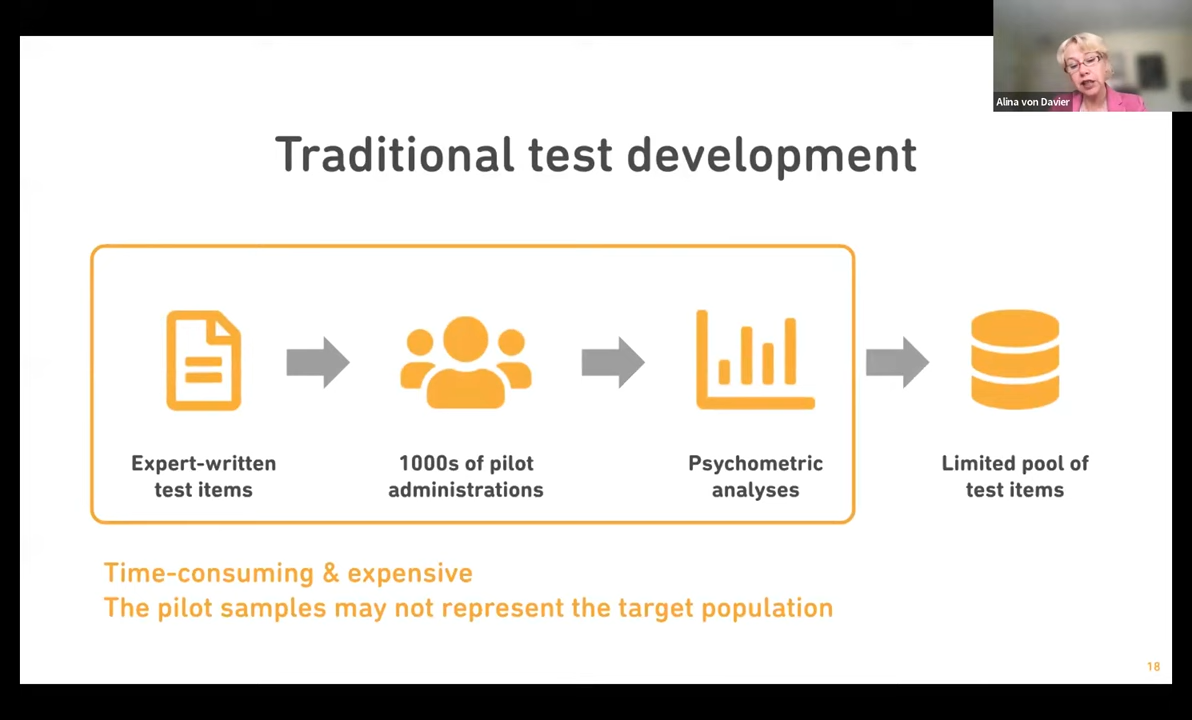 Alina von Davier
Traditional test development
Expert-written
test items
1000s of pilot
administrations
Psychometric
analyses
Limited pool of
test items
Time-consuming & expensive
The pilot samples may not represent the target population
18